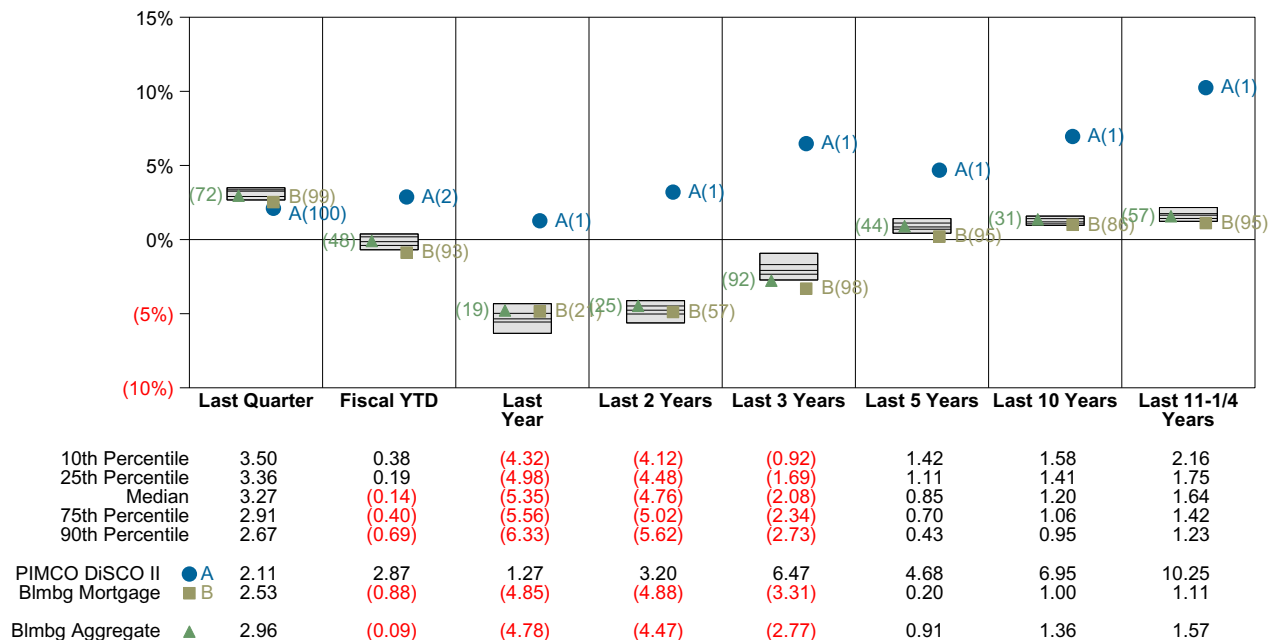 15%
10%
5%
0%
(5%)
(10%)
(72) B(99) A(100)
(48) A(2) B(93)
(19) A(1) B(21)
(25) A(1) B(57)
(92) A(1) B(98)
(44) A(1) B(95)
(31) A(1) B(86)
(57) A(1) B(95)
Last Quarter Fiscal YTD Last Year Last 2 Years Last 3 Years Last 5 Years Last 10 Years Last 11-1/4 Years
10th Percentile 3.50 0.38 (4.32) (4.12) (0.92) 1.42 1.58 2.16
25th Percentile 3.36 0.19 (4.98) (4.48) (1.69) 1.11 1.41 1.75
Median 3.27 (0.14) (5.35) (4.76) (2.08) 0.85 1.20 1.64
75th Percentile 2.91 (0.40) (5.56) (5.02) (2.34) 0.70 1.06 1.42
90th Percentile 2.67 (0.69) (6.33) (5.62) (2.73) 0.43 0.95 1.23
PIMCO DiSCO II A 2.11 2.87 1.27 3.20 6.47 4.68 6.95 10.25
Blmbg Mortgage B 2.53 (0.88) (4.85) (4.88) (3.31) 0.20 1.00 1.11
Blmbg Aggregate 2.96 (0.09) (4.78) (4.47) (2.77) 0.91 1.36 1.57